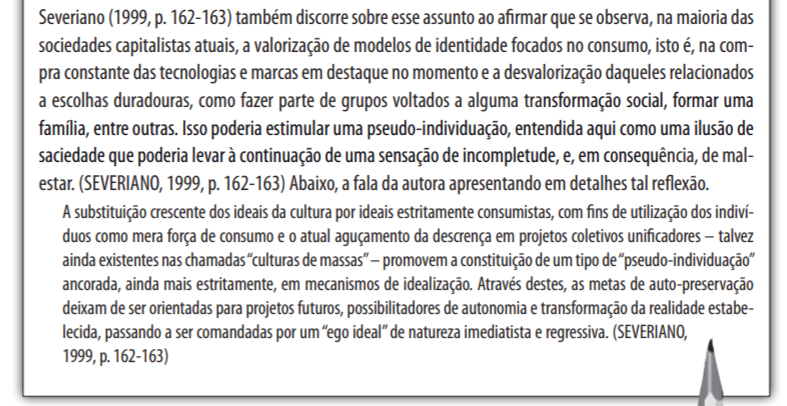 Severiano (1999, p. 162-163) também discorre sobre esse assunto ao afirmar que se observa, na maioria das
sociedades capitalistas atuais, a valorização de modelos de identidade focados no consumo, isto é, na com-
pra constante das tecnologias e marcas em destaque no momento e a desvalorização daqueles relacionados
a escolhas duradouras, como fazer parte de grupos voltados a alguma transformação social, formar uma
família, entre outras. Isso poderia estimular uma pseudo-individuação, entendida aqui como uma ilusão de
saciedade que poderia levar à continuação de uma sensação de incompletude, e, em consequência, de mal-
estar. (SEVERIANO, 1999, p. 162-163) Abaixo, a fala da autora apresentando em detalhes tal reflexão.
A substituição crescente dos ideais da cultura por ideais estritamente consumistas, com fins de utilização dos indiví-
duos como mera força de consumo e o atual aguçamento da descrença em projetos coletivos unificadores – talvez
ainda existentes nas chamadas “culturas de massas” – promovem a constituição de um tipo de “pseudo-individuação”
ancorada, ainda mais estritamente, em mecanismos de idealização. Através destes, as metas de auto-preservação
deixam de ser orientadas para projetos futuros, possibilitadores de autonomia e transformação da realidade estabe-
lecida, passando a ser comandadas por um “ego ideal” de natureza imediatista e regressiva. (SEVERIANO,
1999, p. 162-163)